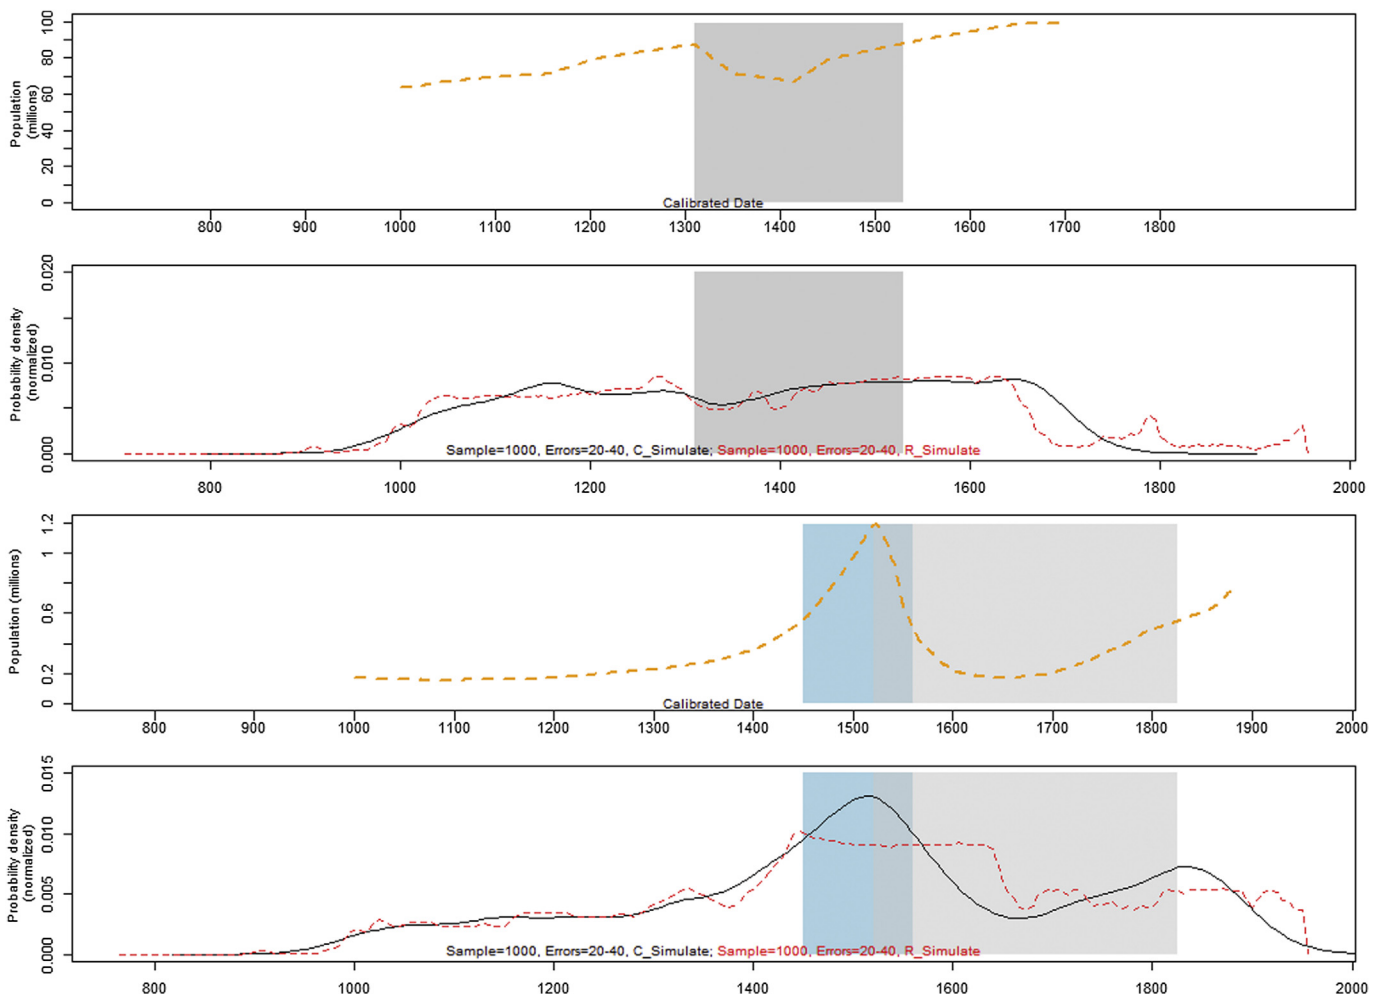 Population
(millions)
0 20 40 60 80 100
Calibrated Date
800 900 1000 1100 1200 1300 1400 1500 1600 1700 1800
Probability density
(normalized)
0.000 0.010 0.020
Sample=1000, Errors=20-40, C_Simulate; Sample=1000, Errors=20-40, R_Simulate
800 1000 1200 1400 1600 1800 2000
Population (millions)
0 0.2 0.6 1 1.2
Calibrated Date
800 900 1000 1100 1200 1300 1400 1500 1600 1700 1800 1900 2000
Probability density
(normalized)
0.000 0.005 0.010 0.015
Sample=1000, Errors=20-40, C_Simulate; Sample=1000, Errors=20-40, R_Simulate
800 1000 1200 1400 1600 1800 2000